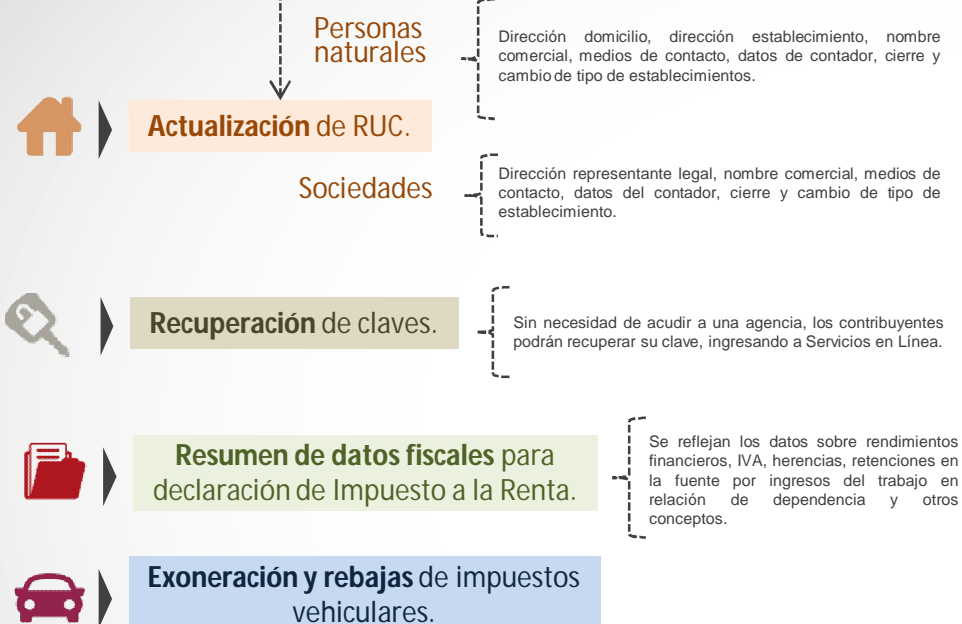 Personas
naturales
Dirección domicilio, dirección establecimiento, nombre
comercial, medios de contacto, datos de contador, cierre y
cambio de tipo de establecimientos.
Actualización de RUC.
Sociedades
Dirección representante legal, nombre comercial, medios de
contacto, datos del contador, cierre y cambio de tipo de
establecimiento.
Recuperación de claves.
Sin necesidad de acudir a una agencia, los contribuyentes
podrán recuperar su clave, ingresando a Servicios en Línea.
Resumen de datos fiscales para
declaración de Impuesto a la Renta.
Se reflejan los datos sobre rendimientos
financieros, IVA, herencias, retenciones en
la fuente por ingresos del trabajo en
relación de dependencia y otros
conceptos.
Exoneración y rebajas de impuestos
vehiculares.